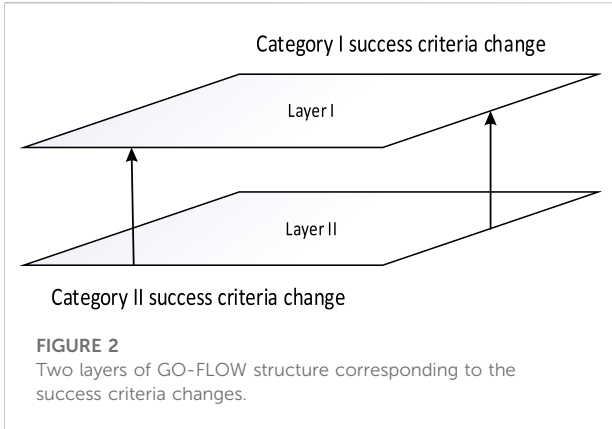 Category I success criteria change
Layer I
Layer II
Category II success criteria change
FIGURE 2
Two layers of GO-FLOW structure corresponding to the
success criteria changes.